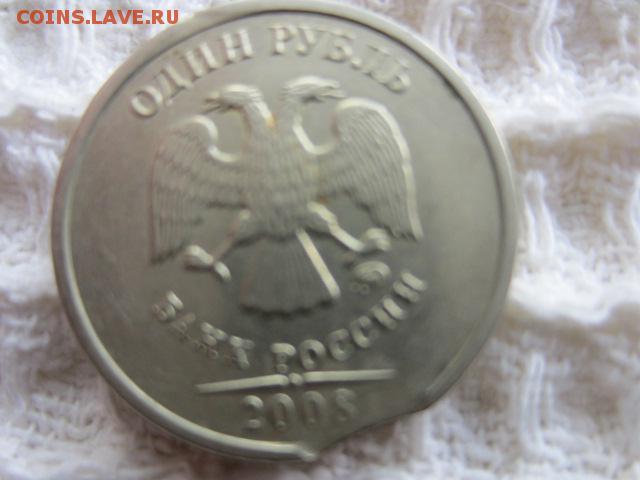 COINS.LAVE.RU
ОДИН РУБЛЬ
БАНК РОССИИ
2008